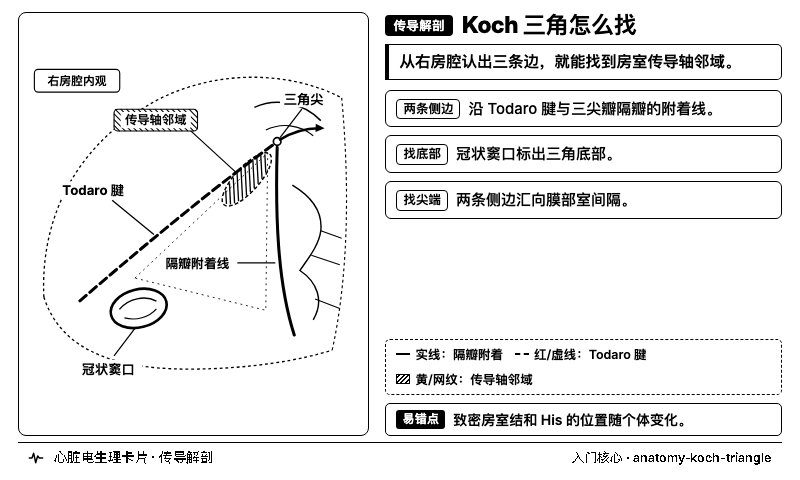 传导解剖 Koch 三角怎么找
从右房腔认出三条边，就能找到房室传导轴邻域。
两条侧边 沿 Todaro 腱与三尖瓣隔瓣的附着线。
找底部 冠状窦口标出三角底部。
找尖端 两条侧边汇向膜部室间隔。
右房腔内观
三角尖
传导轴邻域
Todaro 腱
隔瓣附着线
冠状窦口
实线：隔瓣附着 红/虚线：Todaro 腱
黄/网纹：传导轴邻域
易错点 致密房室结和 His 的位置随个体变化。
心脏电生理卡片 · 传导解剖
入门核心 · anatomy-koch-triangle